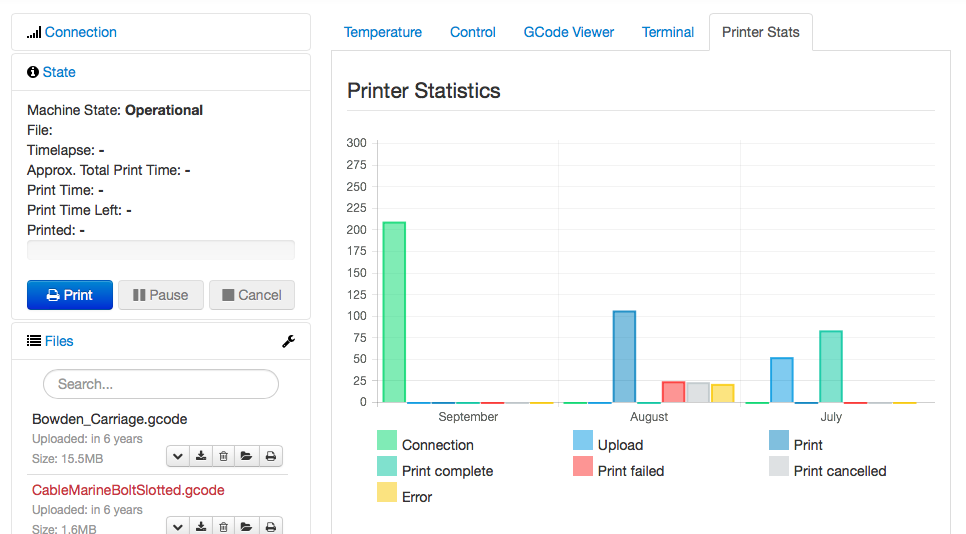 Connection
State
Machine State: Operational
File:
Timelapse: -
Approx. Total Print Time: -
Print Time: -
Print Time Left: -
Printed: -
Print
Pause
Cancel
Files
Search...
Bowden_Carriage.gcode
Uploaded: in 6 years
Size: 15.5MB
CableMarineBoltSlotted.gcode
Uploaded: in 6 years
Size: 1.6MB
Temperature
Control
GCode Viewer
Terminal
Printer Stats
Printer Statistics
300
275
250
225
200
175
150
125
100
75
50
25
0
September
August
July
Connection
Upload
Print
Print complete
Print failed
Print cancelled
Error